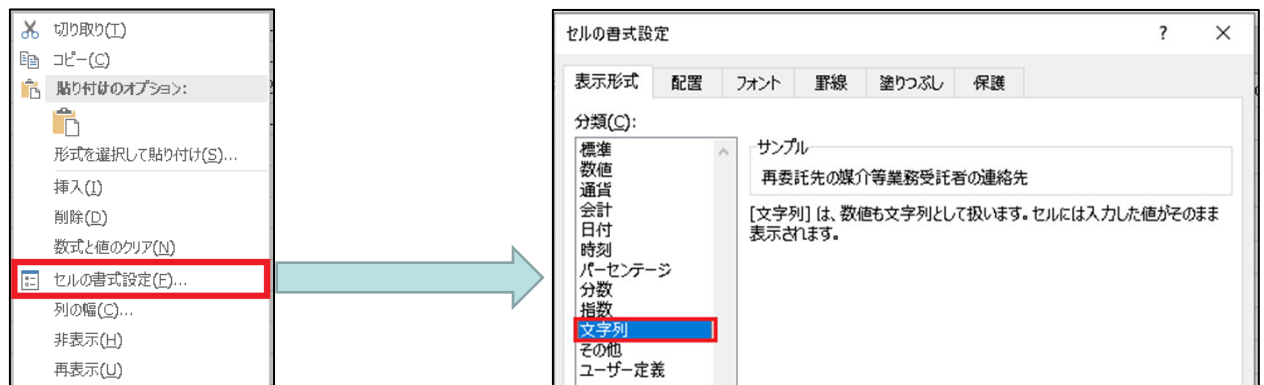 切り取り(T)
コピー(C)
貼り付けのオプション:
形式を選択して貼り付け(S)...
挿入(I)
削除(D)
数式と値のクリア(N)
セルの書式設定(F)...
列の幅(C)...
非表示(H)
再表示(U)
セルの書式設定
? ×
表示形式 配置 フォント 罫線 塗りつぶし 保護
分類(C):
標準
数値
通貨
会計
日付
時刻
パーセンテージ
分数
指数
文字列
その他
ユーザー定義
サンプル
再委託先の媒介等業務受託者の連絡先
[文字列] は、数値も文字列として扱います。セルには入力した値がそのまま
表示されます。